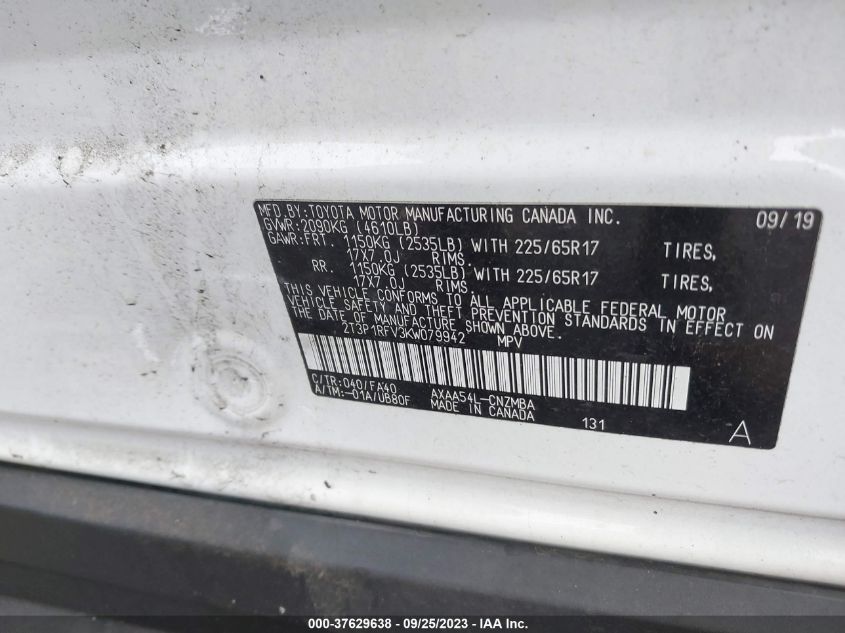 MFD.BY:TOYOTA MOTOR MANUFACTURING CANADA INC. 09/19
GVWR:2090KG (4610LB)
GAWR:FRT. 1150KG (2535LB) WITH 225/65R17 TIRES,
17X7.0J RIMS.
RR. 1150KG (2535LB) WITH 225/65R17 TIRES,
17X7.0J RIMS.
THIS VEHICLE CONFORMS TO ALL APPLICABLE FEDERAL MOTOR
VEHICLE SAFETY AND THEFT PREVENTION STANDARDS IN EFFECT ON
THE DATE OF MANUFACTURE SHOWN ABOVE.
2T3P1RFV3KW079942 MPV
C/TR:040/FA40 AXAA54L-CNZMBA
A/TM:-01A/UB80F MADE IN CANADA
131 A
000-37629638 - 09/25/2023 - IAA Inc.